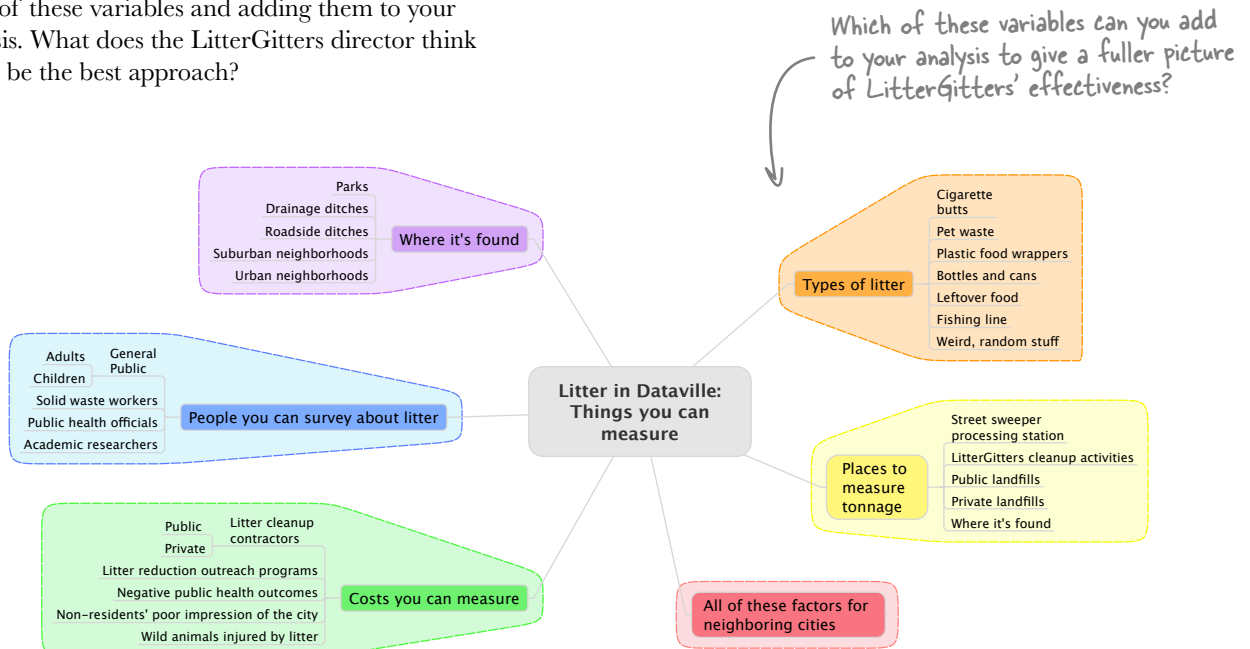 of these variables and adding them to your
sis. What does the LitterGitters director think
be the best approach?
Which of these variables can you add
to your analysis to give a fuller picture
of LitterGitters' effectiveness?
Parks
Drainage ditches
Roadside ditches
Suburban neighborhoods
Urban neighborhoods
Where it's found
Cigarette
butts
Pet waste
Plastic food wrappers
Bottles and cans
Leftover food
Fishing line
Weird, random stuff
Types of litter
Adults
Children
General
Public
Solid waste workers
Public health officials
Academic researchers
People you can survey about litter
Litter in Dataville:
Things you can
measure
Street sweeper
processing station
LitterGitters cleanup activities
Public landfills
Private landfills
Where it's found
Places to
measure
tonnage
Public
Private
Litter cleanup
contractors
Litter reduction outreach programs
Negative public health outcomes
Non-residents' poor impression of the city
Wild animals injured by litter
Costs you can measure
All of these factors for
neighboring cities